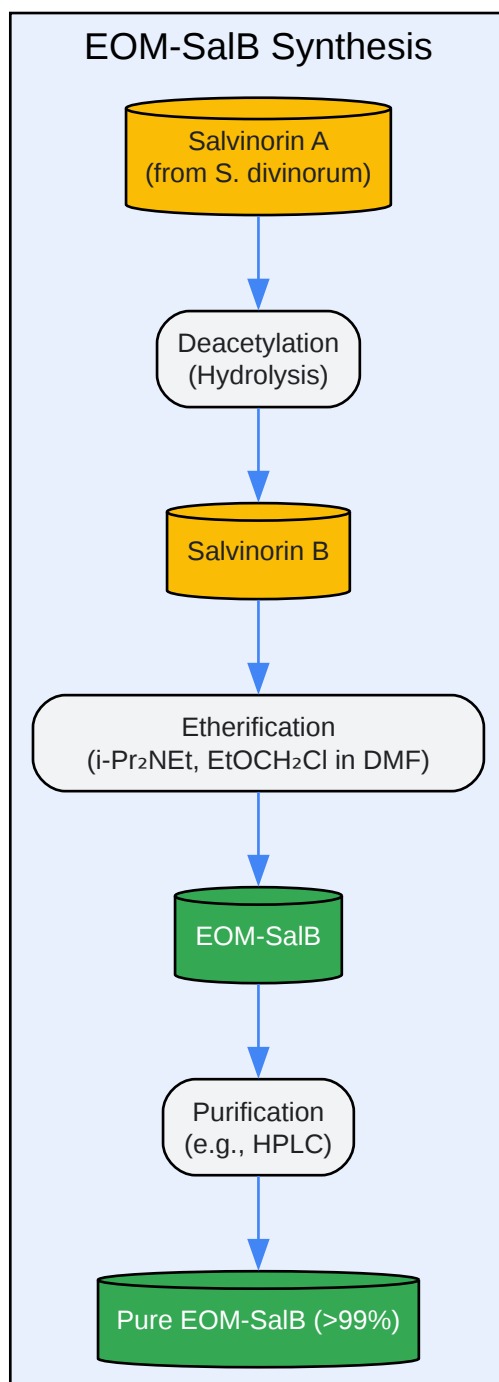 EOM-SalB Synthesis
Salvinorin A
(from S. divinorum)
Deacetylation
(Hydrolysis)
Salvinorin B
Etherification
(i-Pr₂NEt, EtOCH₂Cl in DMF)
EOM-SalB
Purification
(e.g., HPLC)
Pure EOM-SalB (>99%)